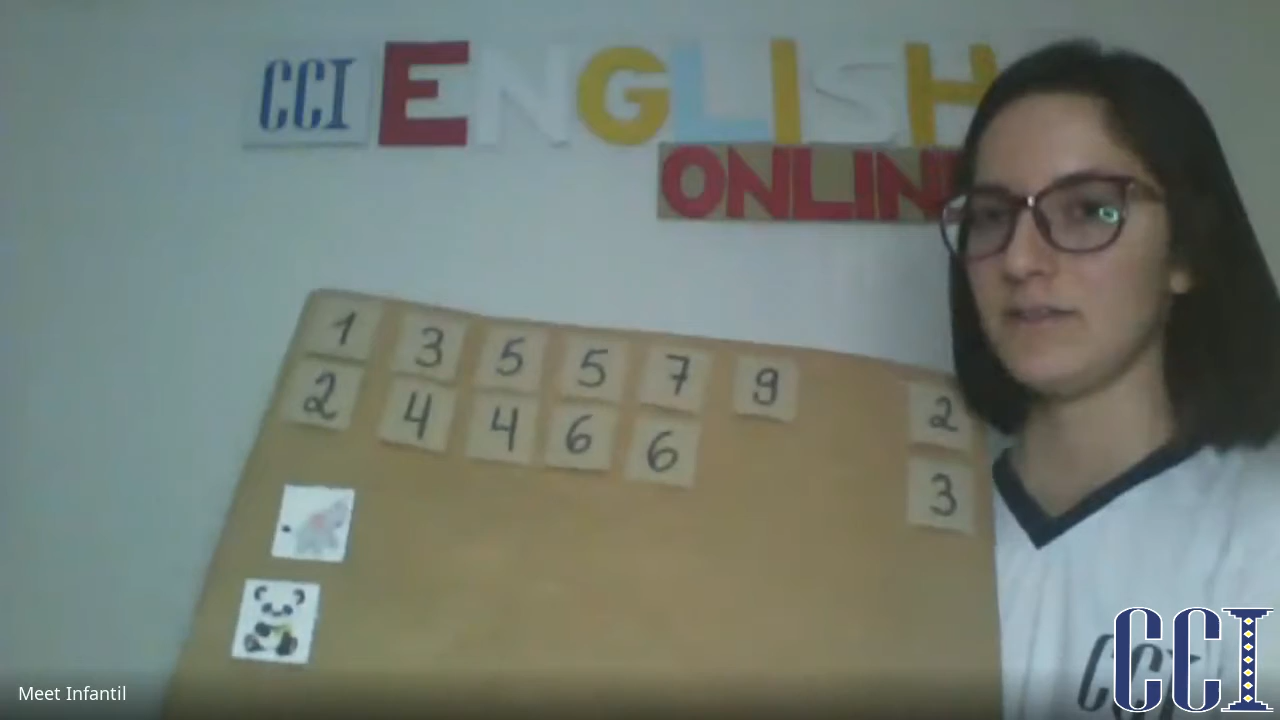 CCI ENGLISH
ONLIN
1 3 5 5 7 9 2
2 4 4 6 6 3
CCI
CCI
Meet Infantil